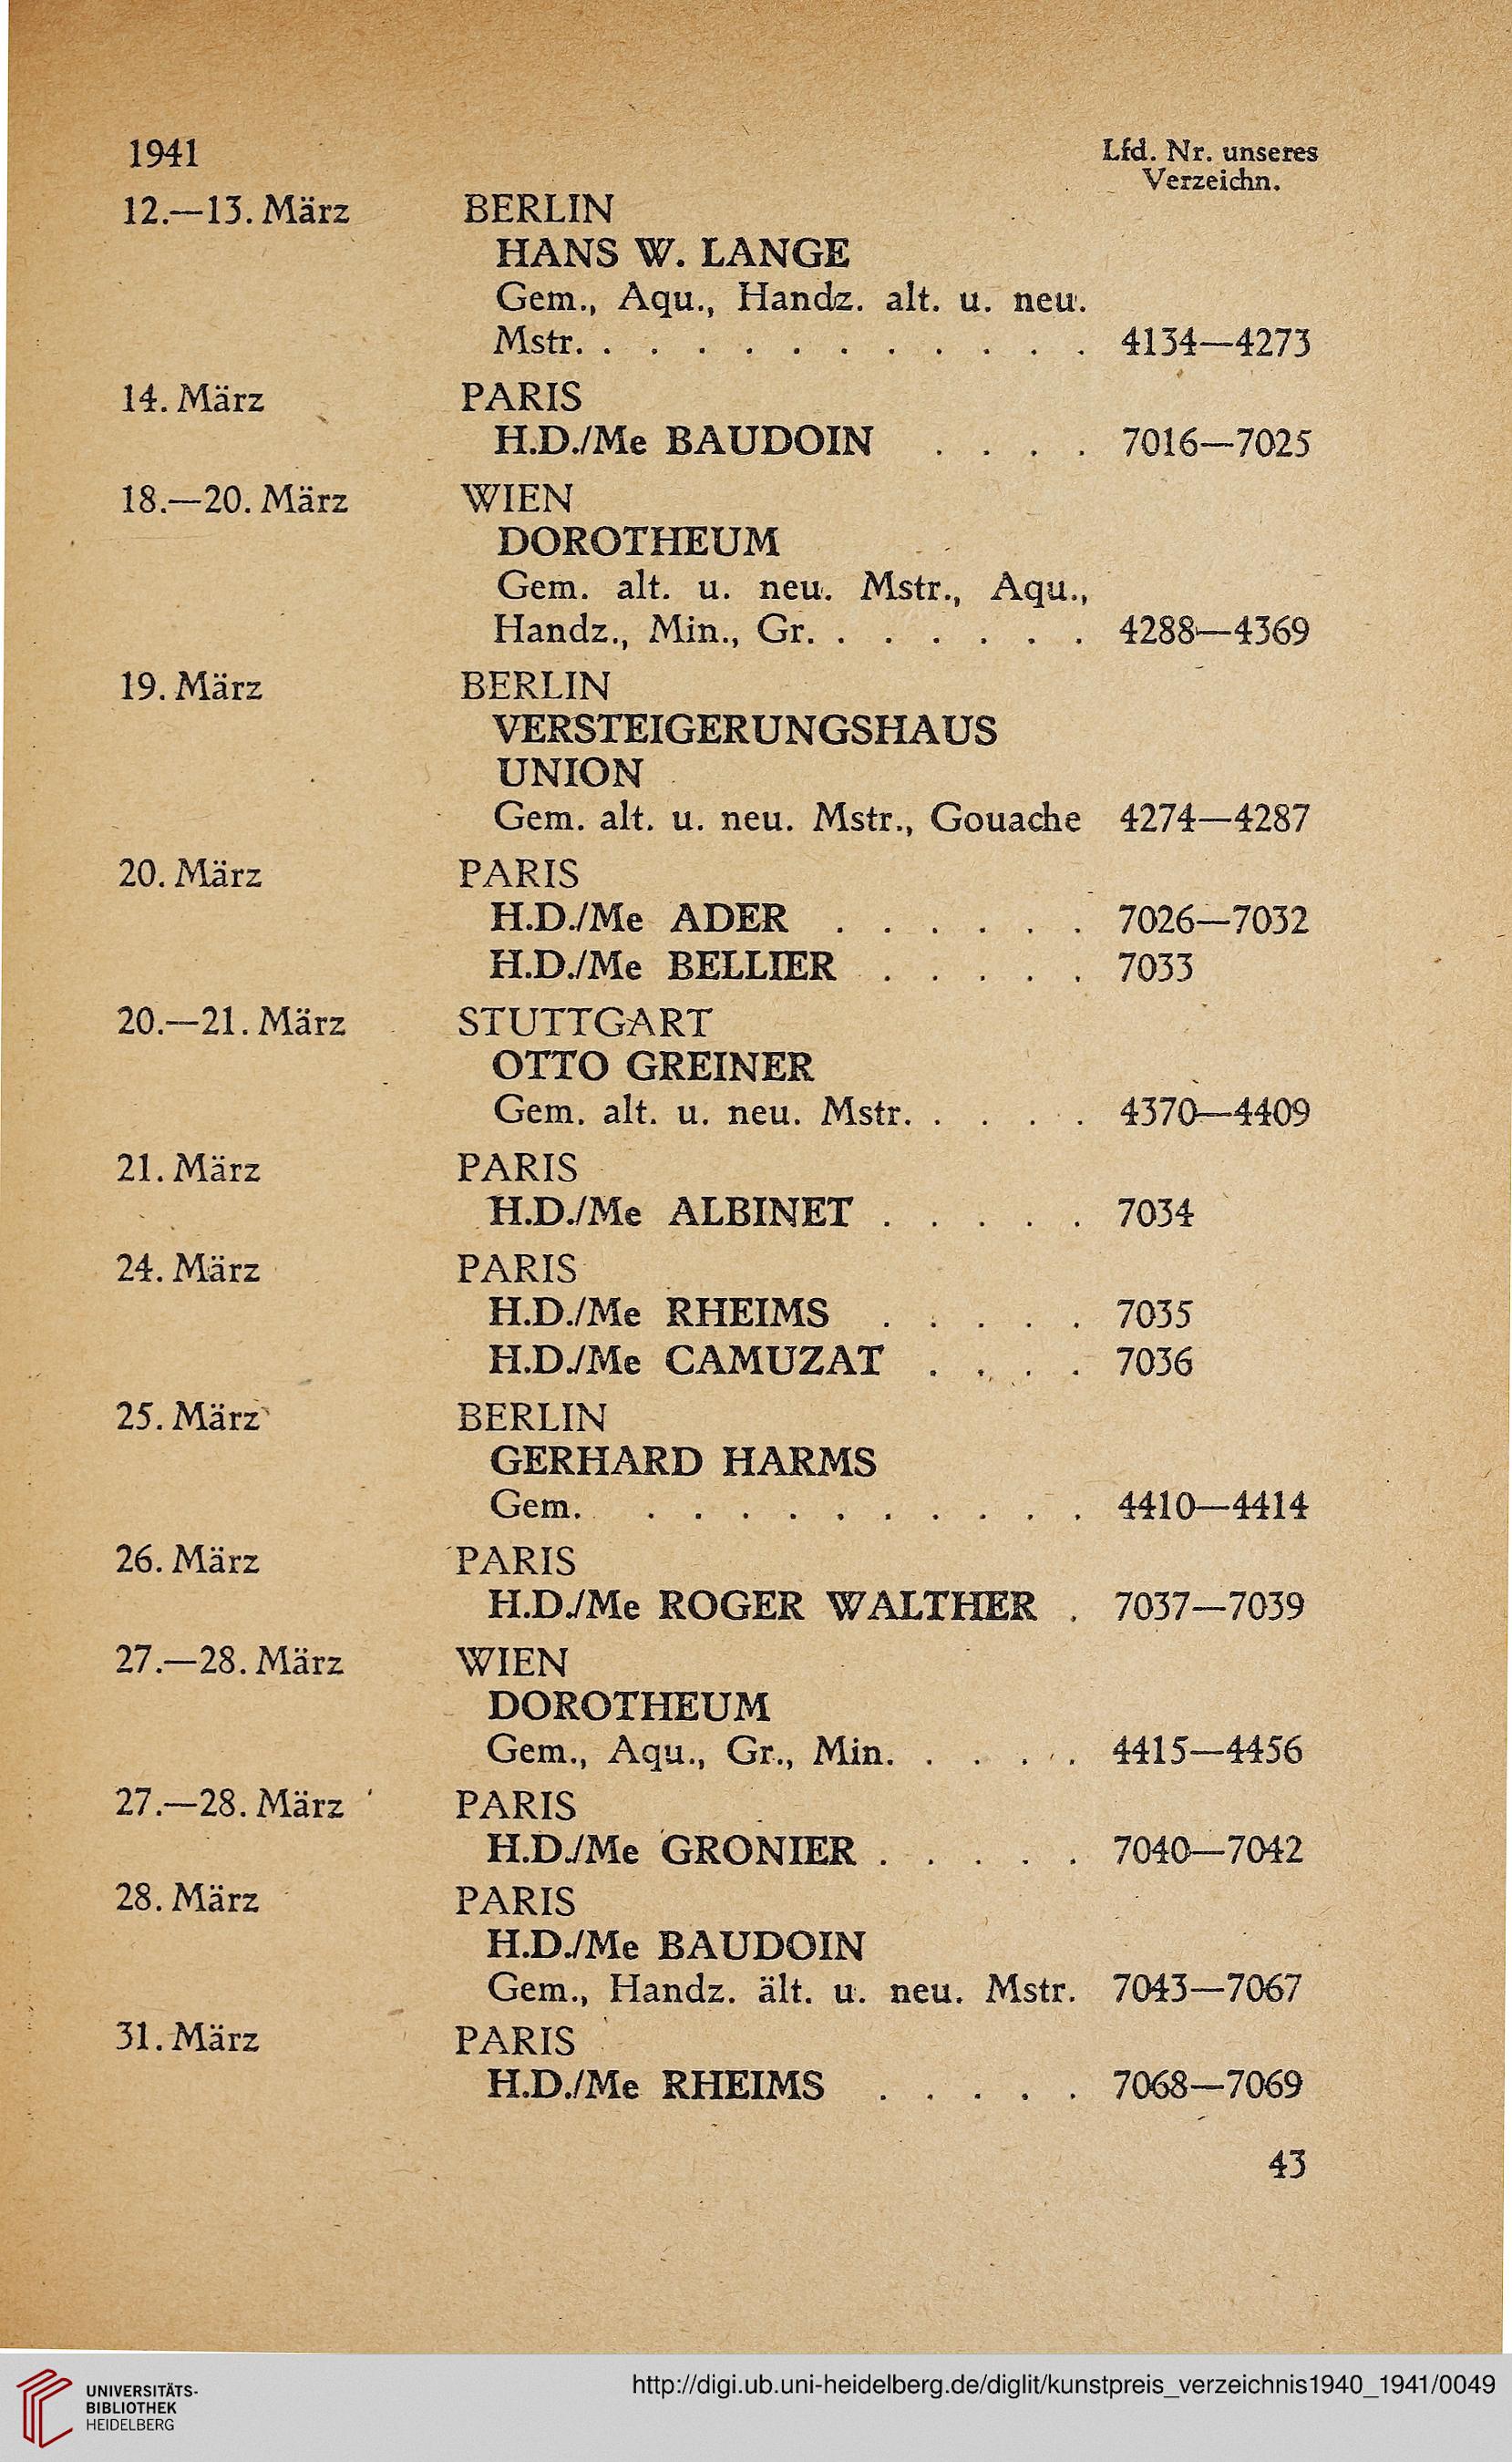 1941 Lfd. Nr. unseres
Verzeichn.
12.—13. März BERLIN
HANS W. LANGE
Gem., Aqu., Handz. alt. u. neu.
Mstr. . . . . . . . . . . . 4134—4273
14. März PARIS
H.D./Me BAUDOIN . . . . 7016—7025
18.—20. März WIEN
DOROTHEUM
Gem. alt. u. neu. Mstr., Aqu.,
Handz., Min., Gr. . . . . . . 4288—4369
19. März BERLIN
VERSTEIGERUNGSHAUS
UNION
Gem. alt. u. neu. Mstr., Gouache 4274—4287
20. März PARIS
H.D./Me ADER . . . . . . 7026—7032
H.D./Me BELLIER . . . . . 7033
20.—21. März STUTTGART
OTTO GREINER
Gem. alt. u. neu. Mstr. . . . . 4370—4409
21. März PARIS
H.D./Me ALBINET . . . . . 7034
24. März PARIS
H.D./Me RHEIMS . . . . . 7035
H.D./Me CAMUZAT . . . . 7036
25. März BERLIN
GERHARD HARMS
Gem. . . . . . . . . . . 4410—4414
26. März PARIS
H.D./Me ROGER WALTHER . 7037—7039
27.—28. März WIEN
DOROTHEUM
Gem., Aqu., Gr., Min. . . . . 4415—4456
27.—28. März PARIS
H.D./Me GRONIER . . . . . 7040—7042
28. März PARIS
H.D./Me BAUDOIN
Gem., Handz. ält. u. neu. Mstr. 7043—7067
31. März PARIS
H.D./Me RHEIMS . . . . . 7068—7069
43
UNIVERSITÄTS-
BIBLIOTHEK
HEIDELBERG
http://digi.ub.uni-heidelberg.de/diglit/kunstpreis_verzeichnis1940_1941/0049